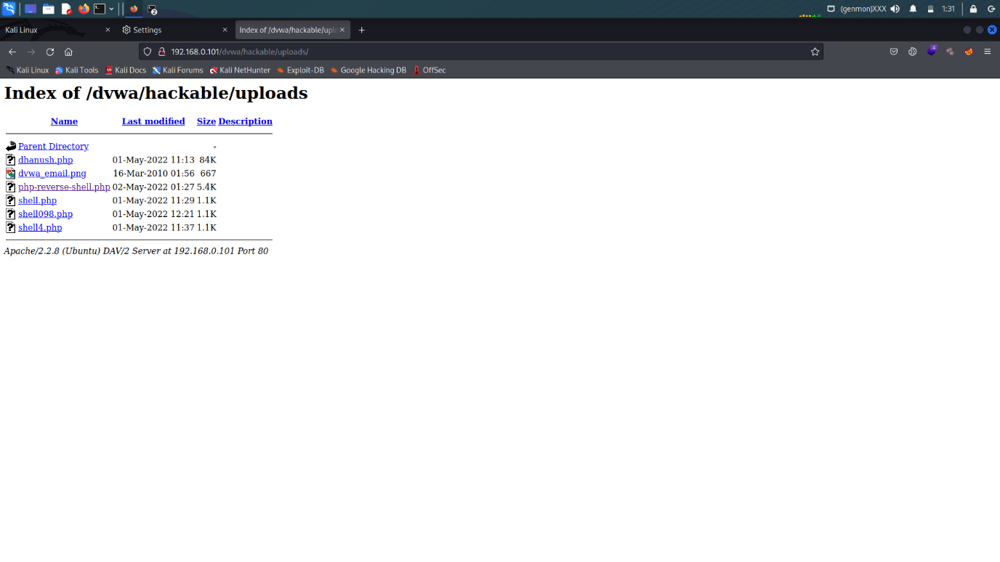 (genmon)XXX 1:31
2
Kali Linux Settings Index of /dvwa/hackable/uplo
192.168.0.101/dvwa/hackable/uploads/ 4
Kali Linux Kali Tools Kali Docs Kali Forums Kali NetHunter Exploit-DB Google Hacking DB OffSec
Index of /dvwa/hackable/uploads
Name Last modified Size Description
Parent Directory -
dhanush.php 01-May-2022 11:13 84K
dvwa_email.png 16-Mar-2010 01:56 667
php-reverse-shell.php 02-May-2022 01:27 5.4K
shell.php 01-May-2022 11:29 1.1K
shell098.php 01-May-2022 12:21 1.1K
shell4.php 01-May-2022 11:37 1.1K
Apache/2.2.8 (Ubuntu) DAV/2 Server at 192.168.0.101 Port 80